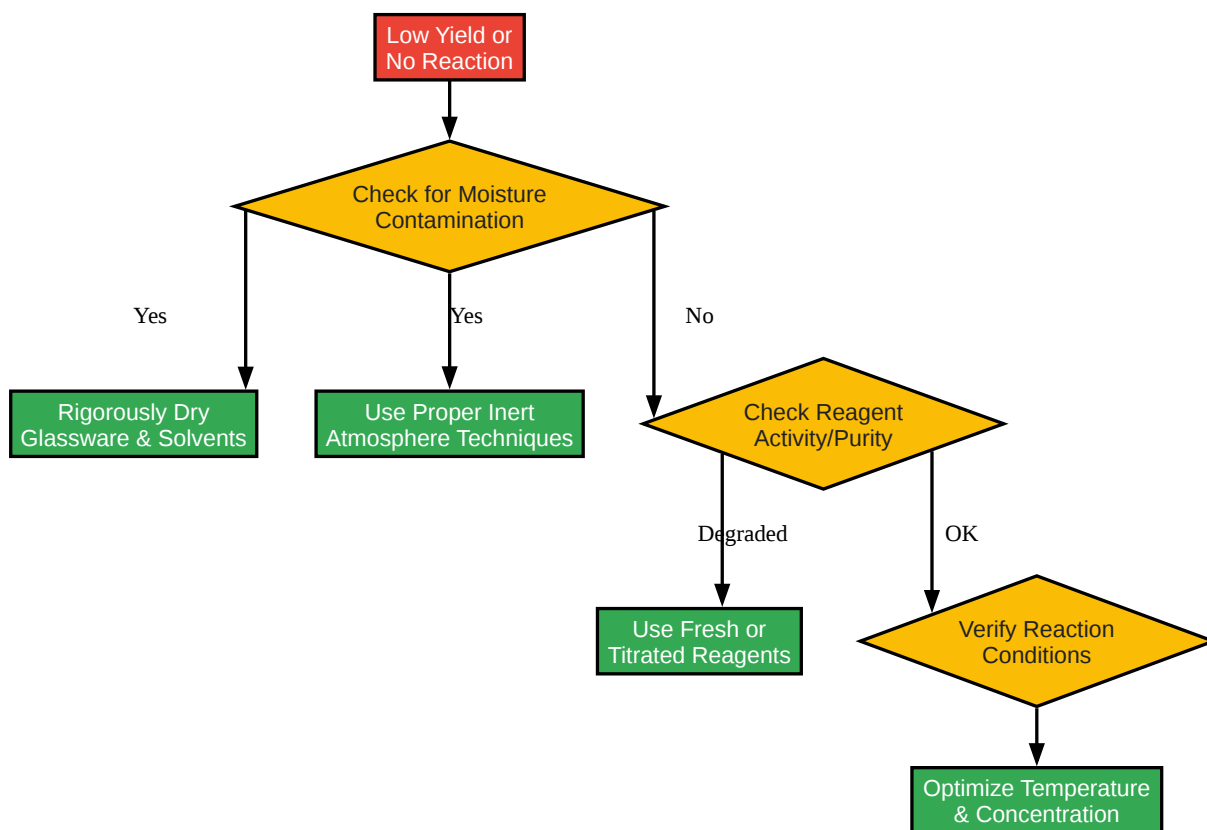 Low Yield or
No Reaction
Check for Moisture
Contamination
Yes
Yes
No
Rigorously Dry
Glassware & Solvents
Use Proper Inert
Atmosphere Techniques
Check Reagent
Activity/Purity
Degraded
OK
Use Fresh or
Titrated Reagents
Verify Reaction
Conditions
Optimize Temperature
& Concentration